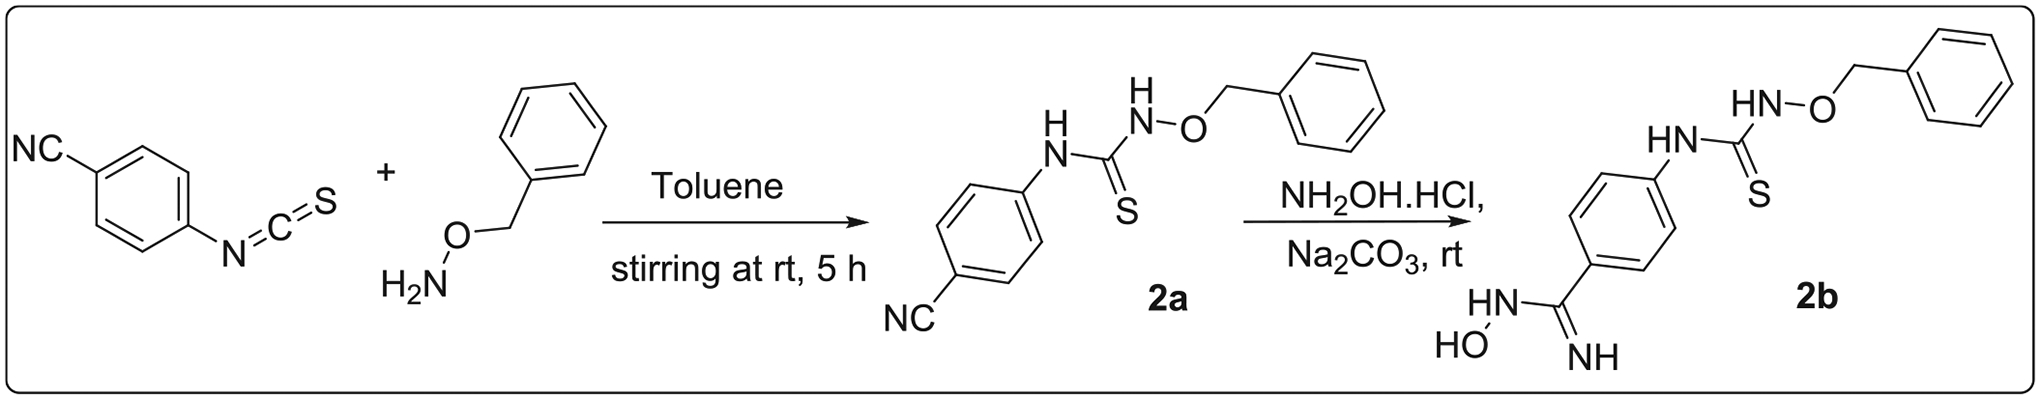 NC
N=C=S
+
H₂N
O
Toluene
stirring at rt, 5 h
H
N
H
N
O
S
NC
2a
NH₂OH.HCl,
Na₂CO₃, rt
HN
HN
O
S
HN
HO
NH
2b